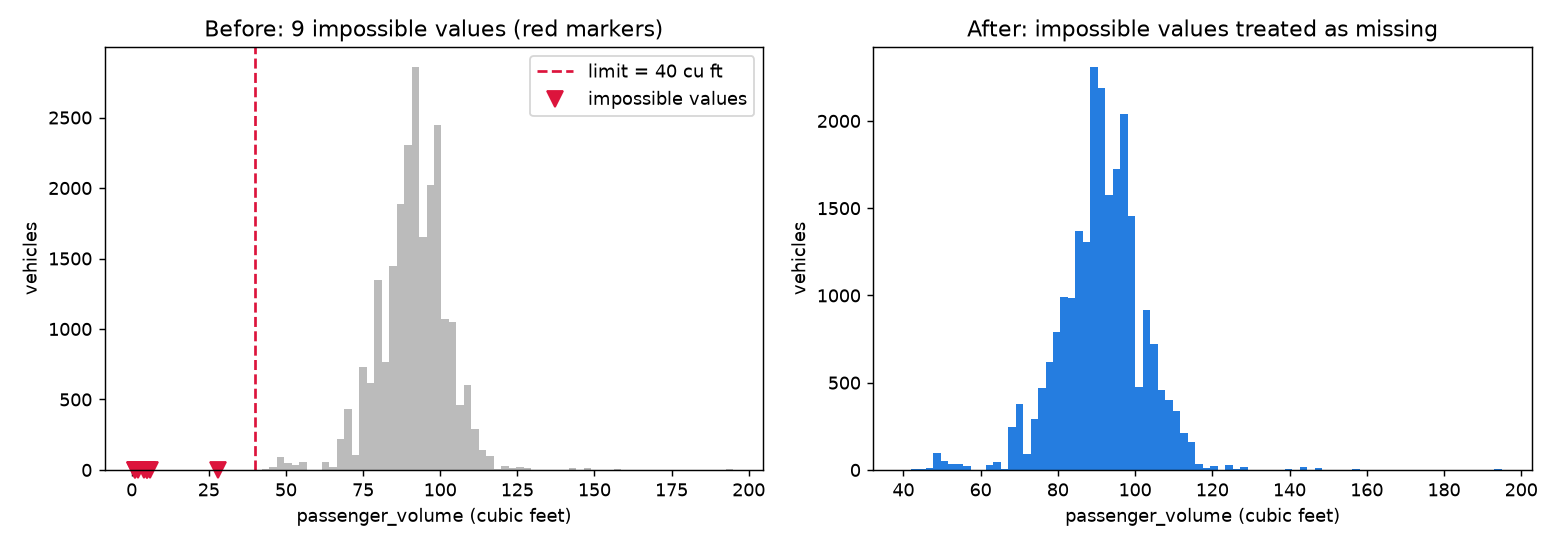 Before: 9 impossible values (red markers)
limit = 40 cu ft
impossible values
vehicles
2500
2000
1500
1000
500
0
0 25 50 75 100 125 150 175 200
passenger_volume (cubic feet)
After: impossible values treated as missing
vehicles
2000
1500
1000
500
0
40 60 80 100 120 140 160 180 200
passenger_volume (cubic feet)